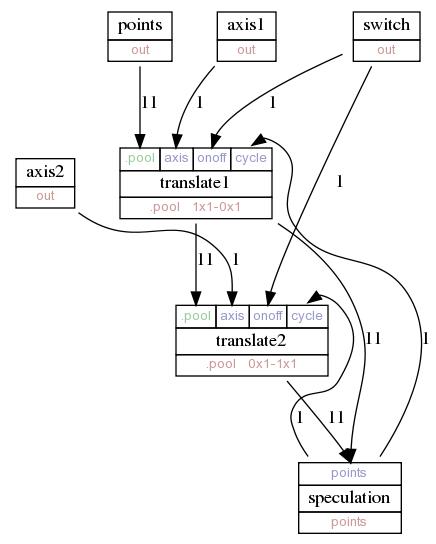 points
out
axis1
out
switch
out
11
1
1
.pool axis onoff cycle
translate1
.pool 1x1-0x1
axis2
out
1
11
1
.pool axis onoff cycle
translate2
.pool 0x1-1x1
11
1
1
11
points
speculation
points